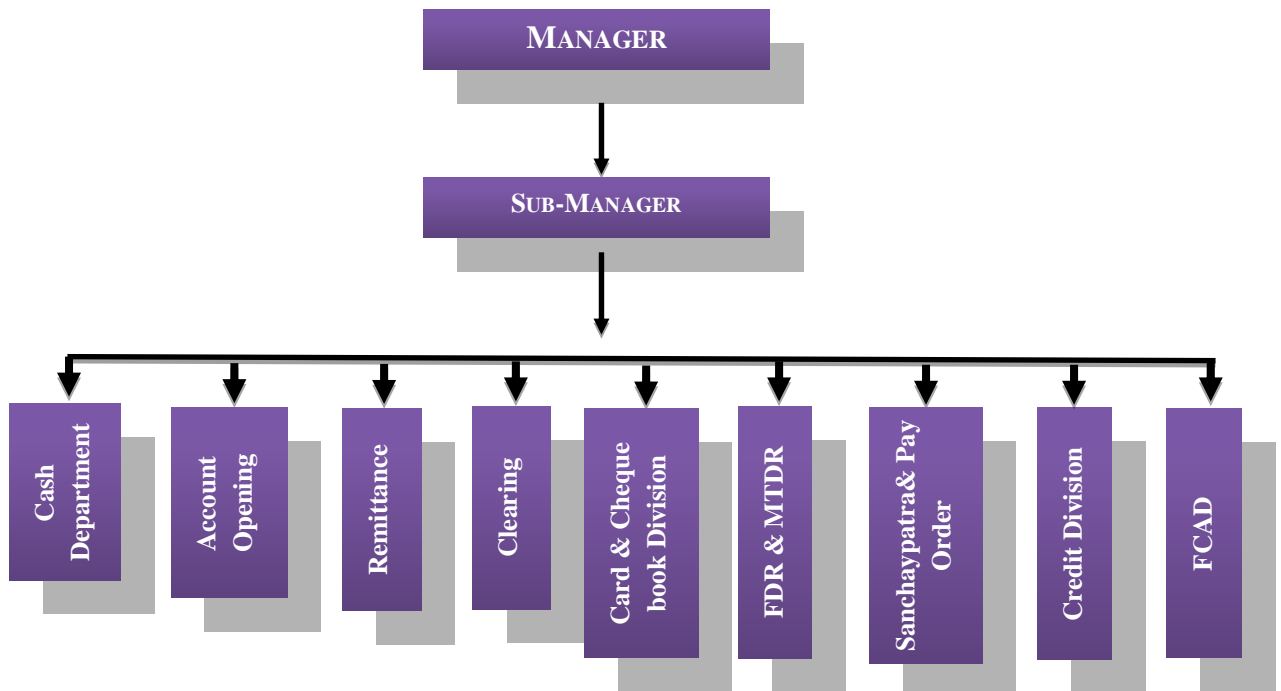 MANAGER
SUB-MANAGER
Cash
Department
Account
Opening
Remittance
Clearing
Card & Cheque
book Division
FDR & MTDR
Sanchaypatra& Pay
Order
Credit Division
FCAD